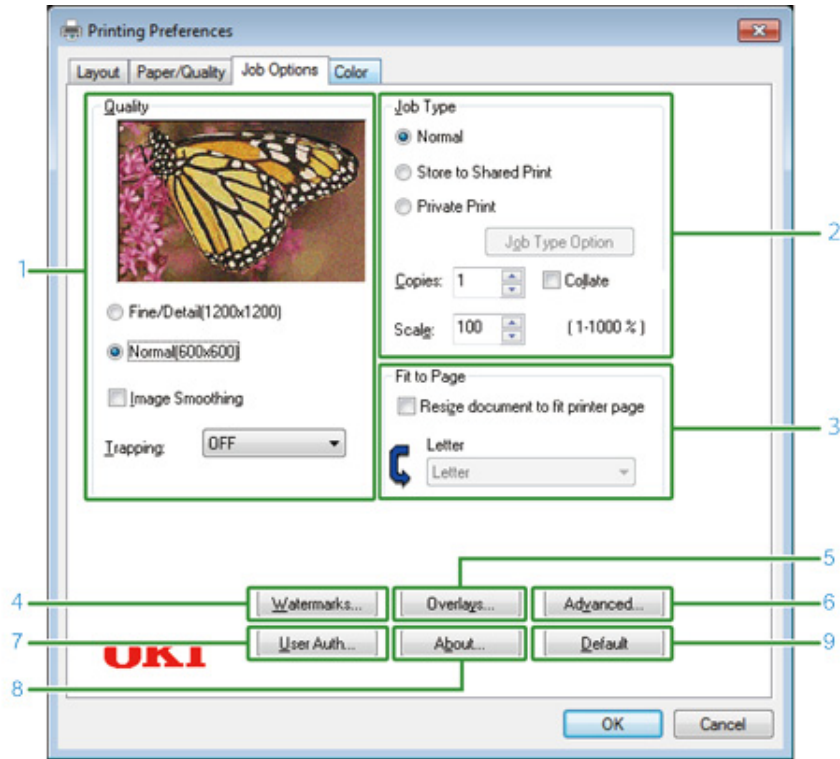 Printing Preferences
Layout Paper/Quality Job Options Color
Quality
Fine/Detail(1200x1200)
Normal(600x600)
Image Smoothing
Trapping: OFF
1
Job Type
Normal
Store to Shared Print
Private Print
Job Type Option
Copies: 1 Collate
Scale: 100 (1-1000 %)
2
Fit to Page
Resize document to fit printer page
Letter
Letter
3
5
4 Watermarks... Overlays... Advanced... 6
7 OKI User Auth... About... Default 9
8
OK Cancel